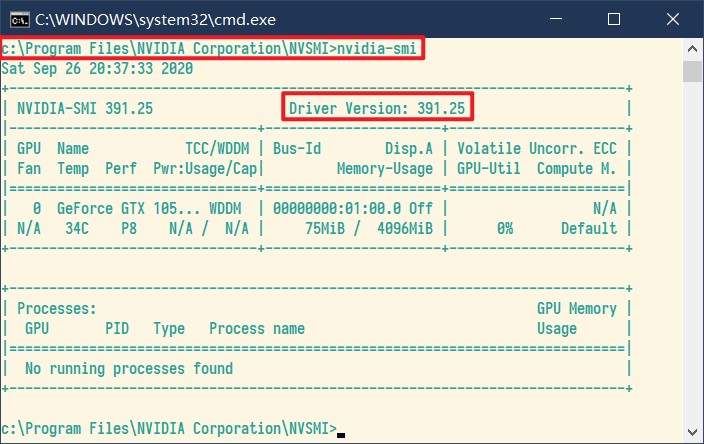 C:\WINDOWS\system32\cmd.exe
c:\Program Files\NVIDIA Corporation\NVSMI>nvidia-smi
Sat Sep 26 20:37:33 2020
+-----------------------------------------------------------------------------+
| NVIDIA-SMI 391.25                 Driver Version: 391.25                    |
|-------------------------------+----------------------+----------------------+
| GPU  Name            TCC/WDDM | Bus-Id        Disp.A | Volatile Uncorr. ECC |
| Fan  Temp  Perf  Pwr:Usage/Cap|         Memory-Usage | GPU-Util  Compute M. |
|===============================+======================+======================|
|   0  GeForce GTX 105... WDDM  | 00000000:01:00.0 Off |                  N/A |
| N/A   34C    P8    N/A /  N/A |     75MiB /  4096MiB |      0%      Default |
+-------------------------------+----------------------+----------------------+
+-----------------------------------------------------------------------------+
| Processes:                                                       GPU Memory |
|  GPU       PID   Type   Process name                             Usage      |
|=============================================================================|
|  No running processes found                                                 |
+-----------------------------------------------------------------------------+
c:\Program Files\NVIDIA Corporation\NVSMI>